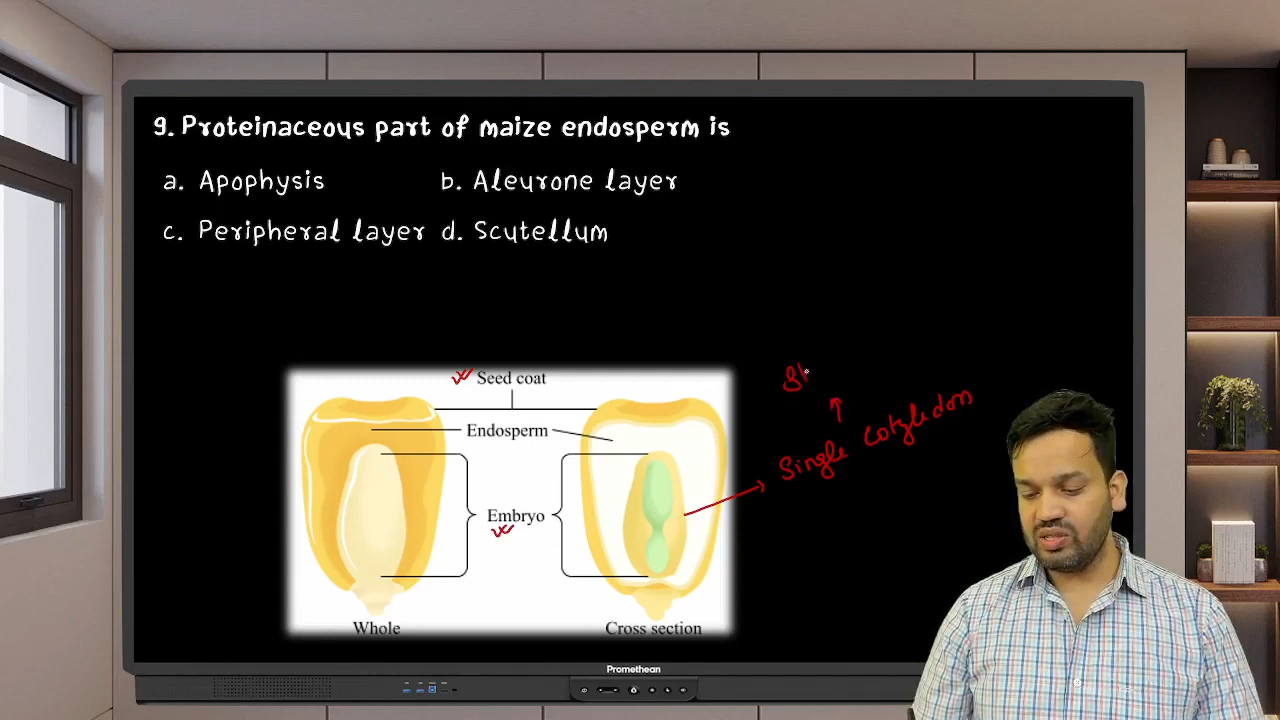 9. Proteinaceous part of maize endosperm is
a. Apophysis b. Aleurone layer
c. Peripheral layer d. Scutellum
Seed coat
Endosperm
Embryo
Whole
Cross section
Single cotyledon
Promethean